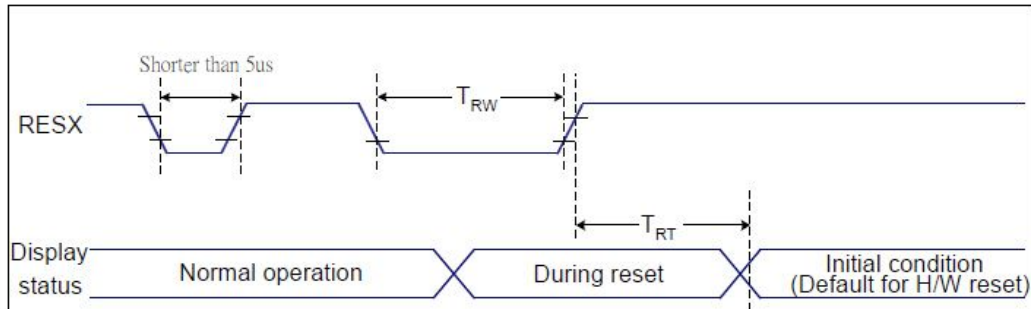 Shorter than 5us
RESX
TRW
TRT
Display
status
Normal operation
During reset
Initial condition
(Default for H/W reset)